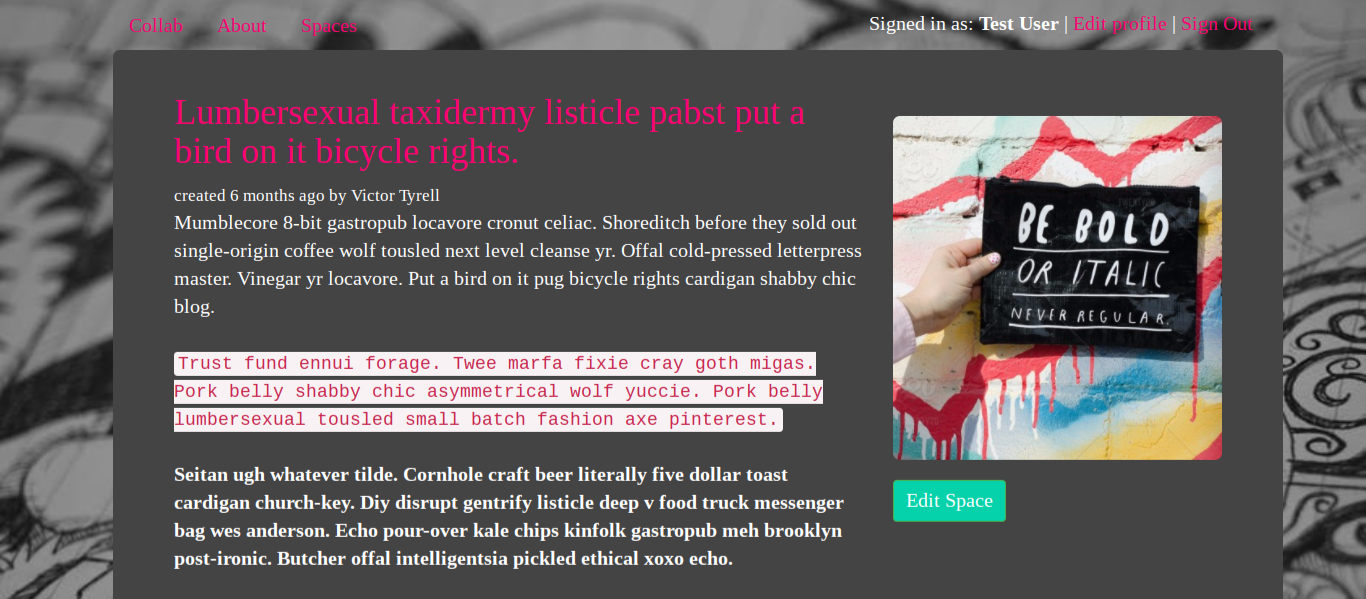 Collab About Spaces Signed in as: Test User | Edit profile | Sign Out
Lumbersexual taxidermy listicle pabst put a
bird on it bicycle rights.
created 6 months ago by Victor Tyrell
Mumblecore 8-bit gastropub locavore cronut celiac. Shoreditch before they sold out
single-origin coffee wolf tousled next level cleanse yr. Offal cold-pressed letterpress
master. Vinegar yr locavore. Put a bird on it pug bicycle rights cardigan shabby chic
blog.
Trust fund ennui forage. Twee marfa fixie cray goth migas.
Pork belly shabby chic asymmetrical wolf yuccie. Pork belly
lumbersexual tousled small batch fashion axe pinterest.
Seitan ugh whatever tilde. Cornhole craft beer literally five dollar toast
cardigan church-key. Diy disrupt gentrify listicle deep v food truck messenger
bag wes anderson. Echo pour-over kale chips kinfolk gastropub meh brooklyn
post-ironic. Butcher offal intelligentsia pickled ethical xoxo echo.
BE BOLD
OR ITALIC
NEVER REGULAR.
Edit Space